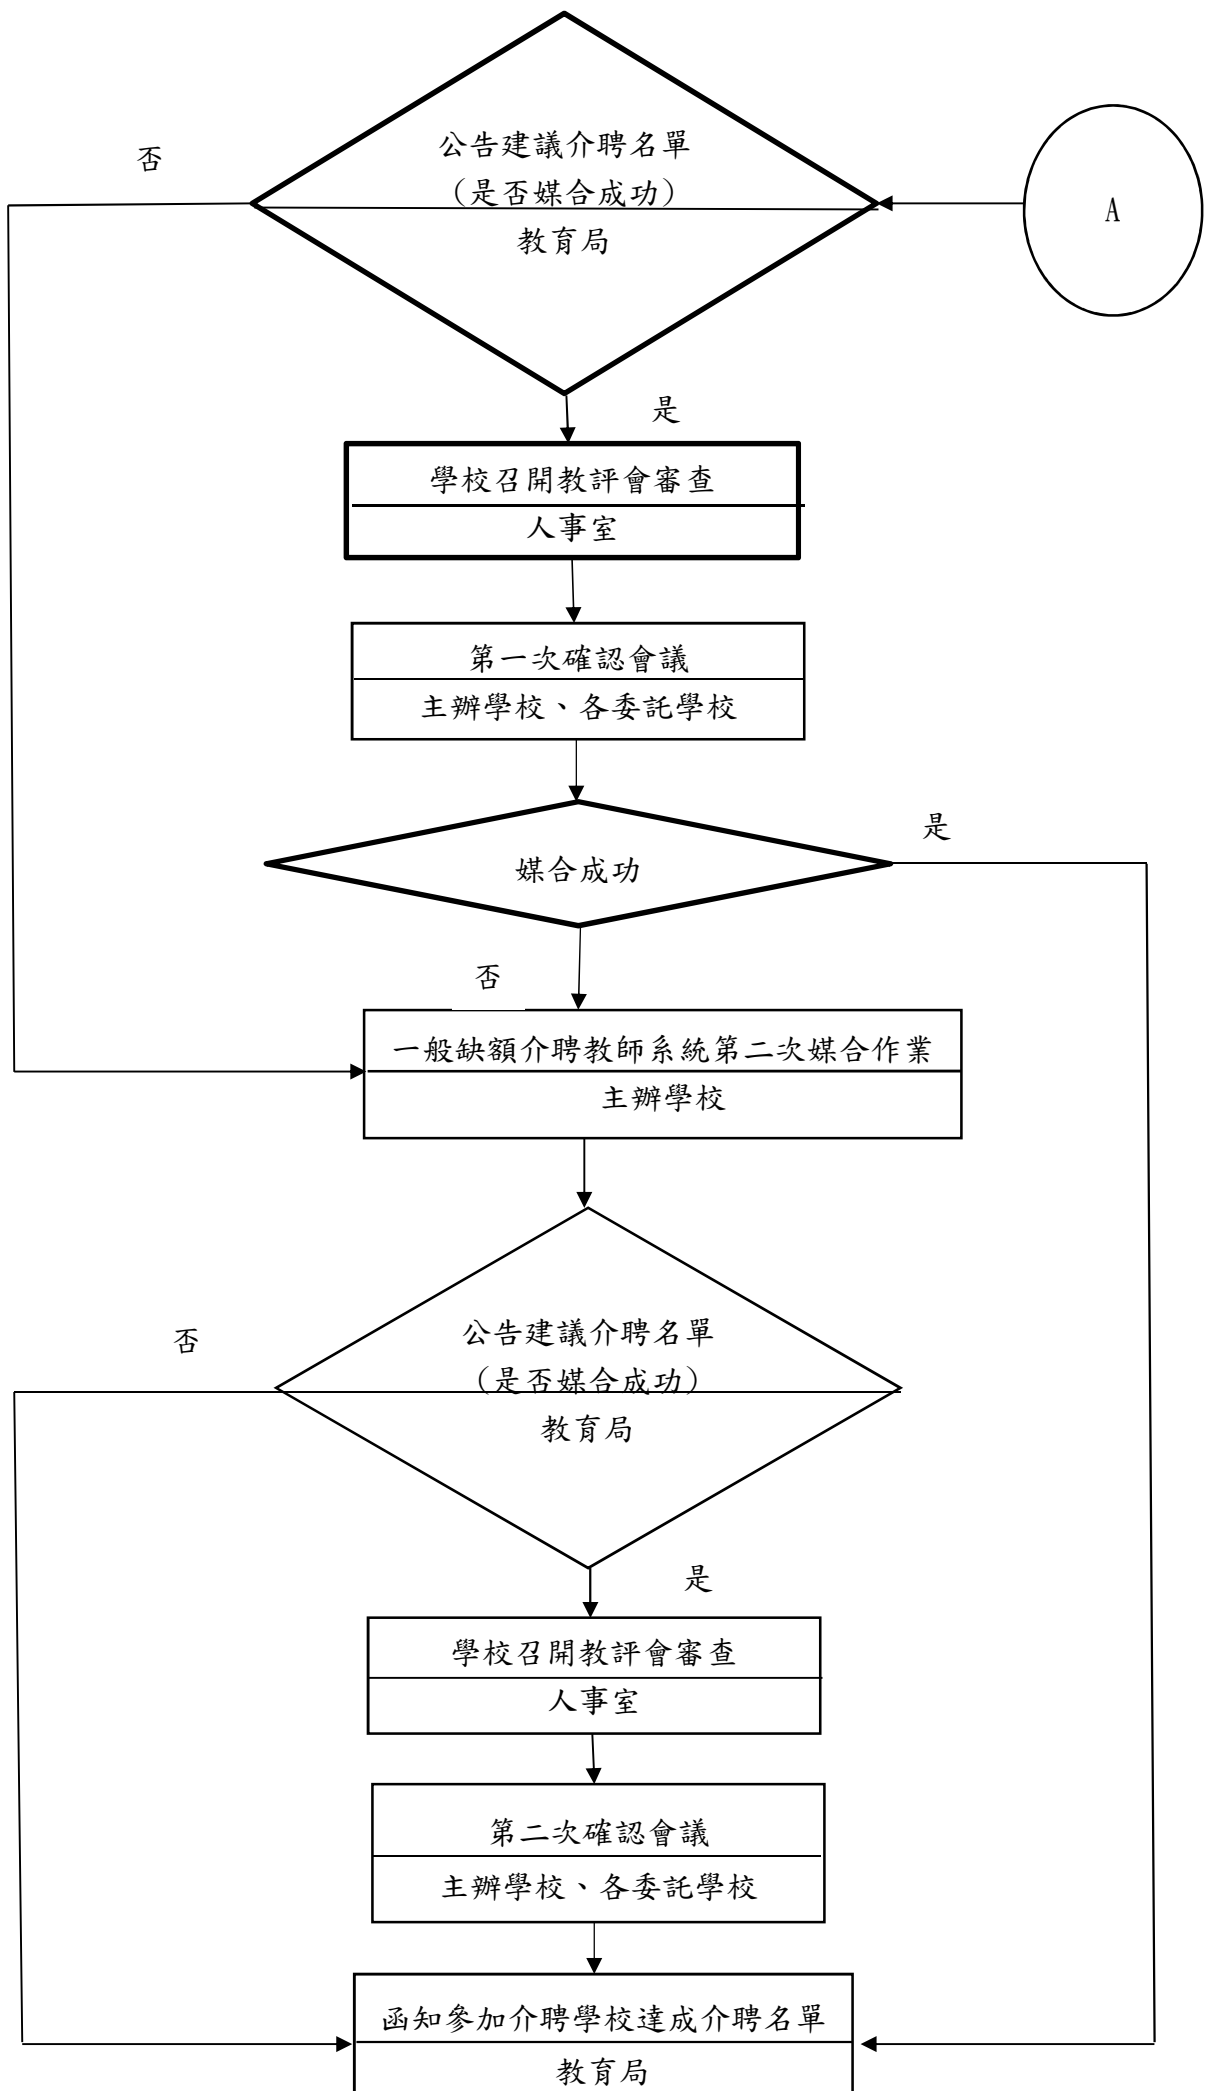 公告建議介聘名單
（是否媒合成功）
教育局
否
A
是
學校召開教評會審查
人事室
第一次確認會議
主辦學校、各委託學校
是
媒合成功
否
一般缺額介聘教師系統第二次媒合作業
主辦學校
公告建議介聘名單
（是否媒合成功）
教育局
否
是
學校召開教評會審查
人事室
第二次確認會議
主辦學校、各委託學校
函知參加介聘學校達成介聘名單
教育局